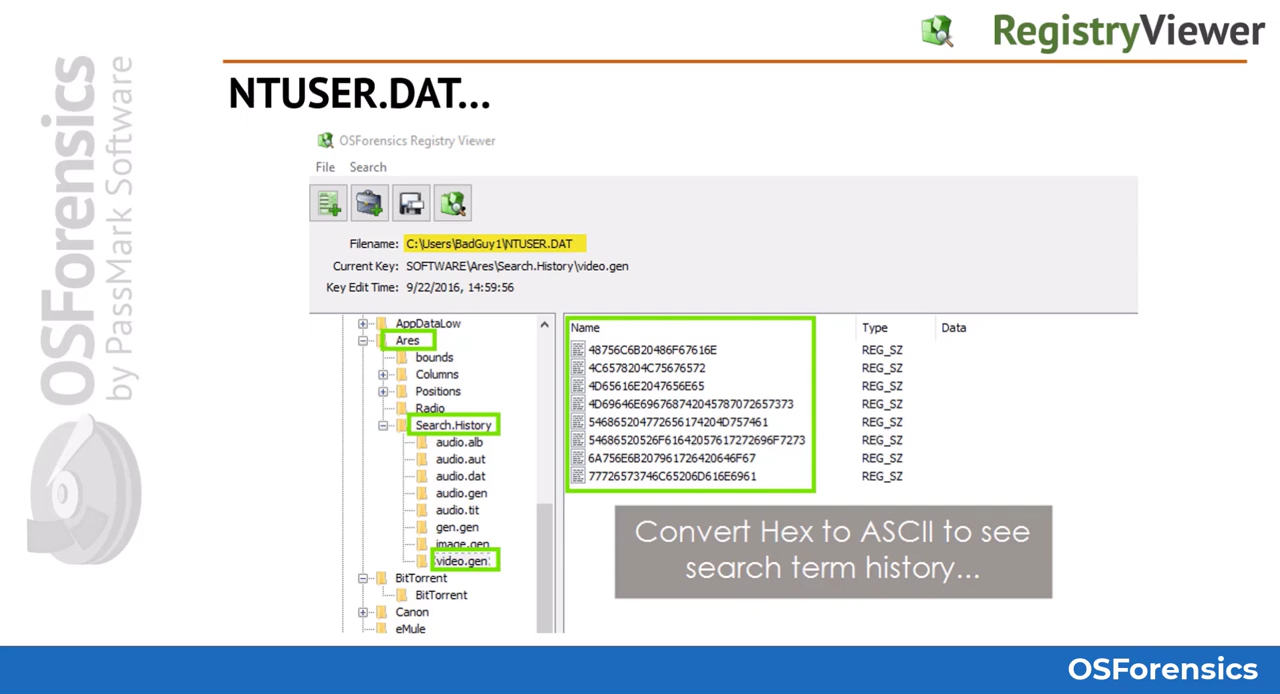 RegistryViewer
OSForensics
by PassMark Software
NTUSER.DAT...
OSForensics Registry Viewer
File Search
Filename: C:\Users\BadGuy1\NTUSER.DAT
Current Key: SOFTWARE\Ares\Search.History\video.gen
Key Edit Time: 9/22/2016, 14:59:56
AppDataLow
Ares
bounds
Columns
Positions
Radio
Search.History
audio.alb
audio.aut
audio.dat
audio.gen
audio.tit
gen.gen
image.gen
video.gen
BitTorrent
BitTorrent
Canon
eMule
Name Type Data
48756C6B20486F67616E REG_SZ
4C6578204C75676572 REG_SZ
4D65616E2047656E65 REG_SZ
4D69646E696768742045787072657373 REG_SZ
546865204772656174204D757461 REG_SZ
54686520526F61642057617272696F7273 REG_SZ
6A756E6B207961726420646F67 REG_SZ
77726573746C65206D616E6961 REG_SZ
Convert Hex to ASCII to see
search term history...
OSForensics